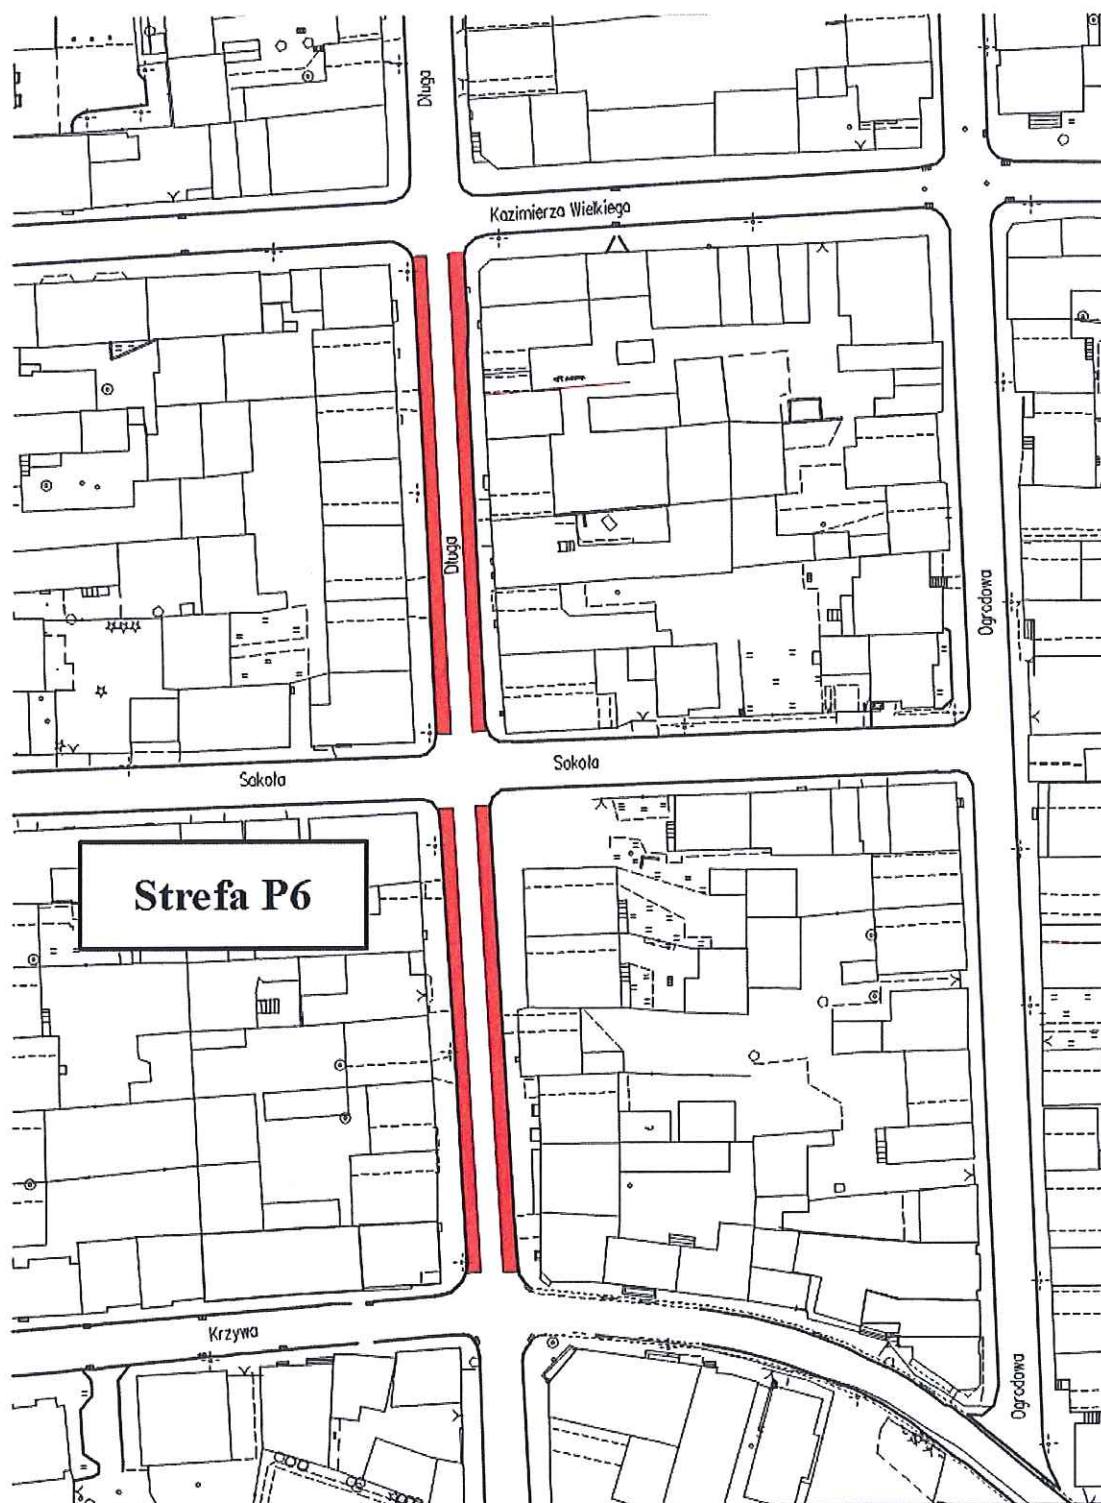 Długa
Kazimierza Wielkiego
Długa
Ogrodowa
Sokoła
Sokoła
Strefa P6
Krzywa
Ogrodowa